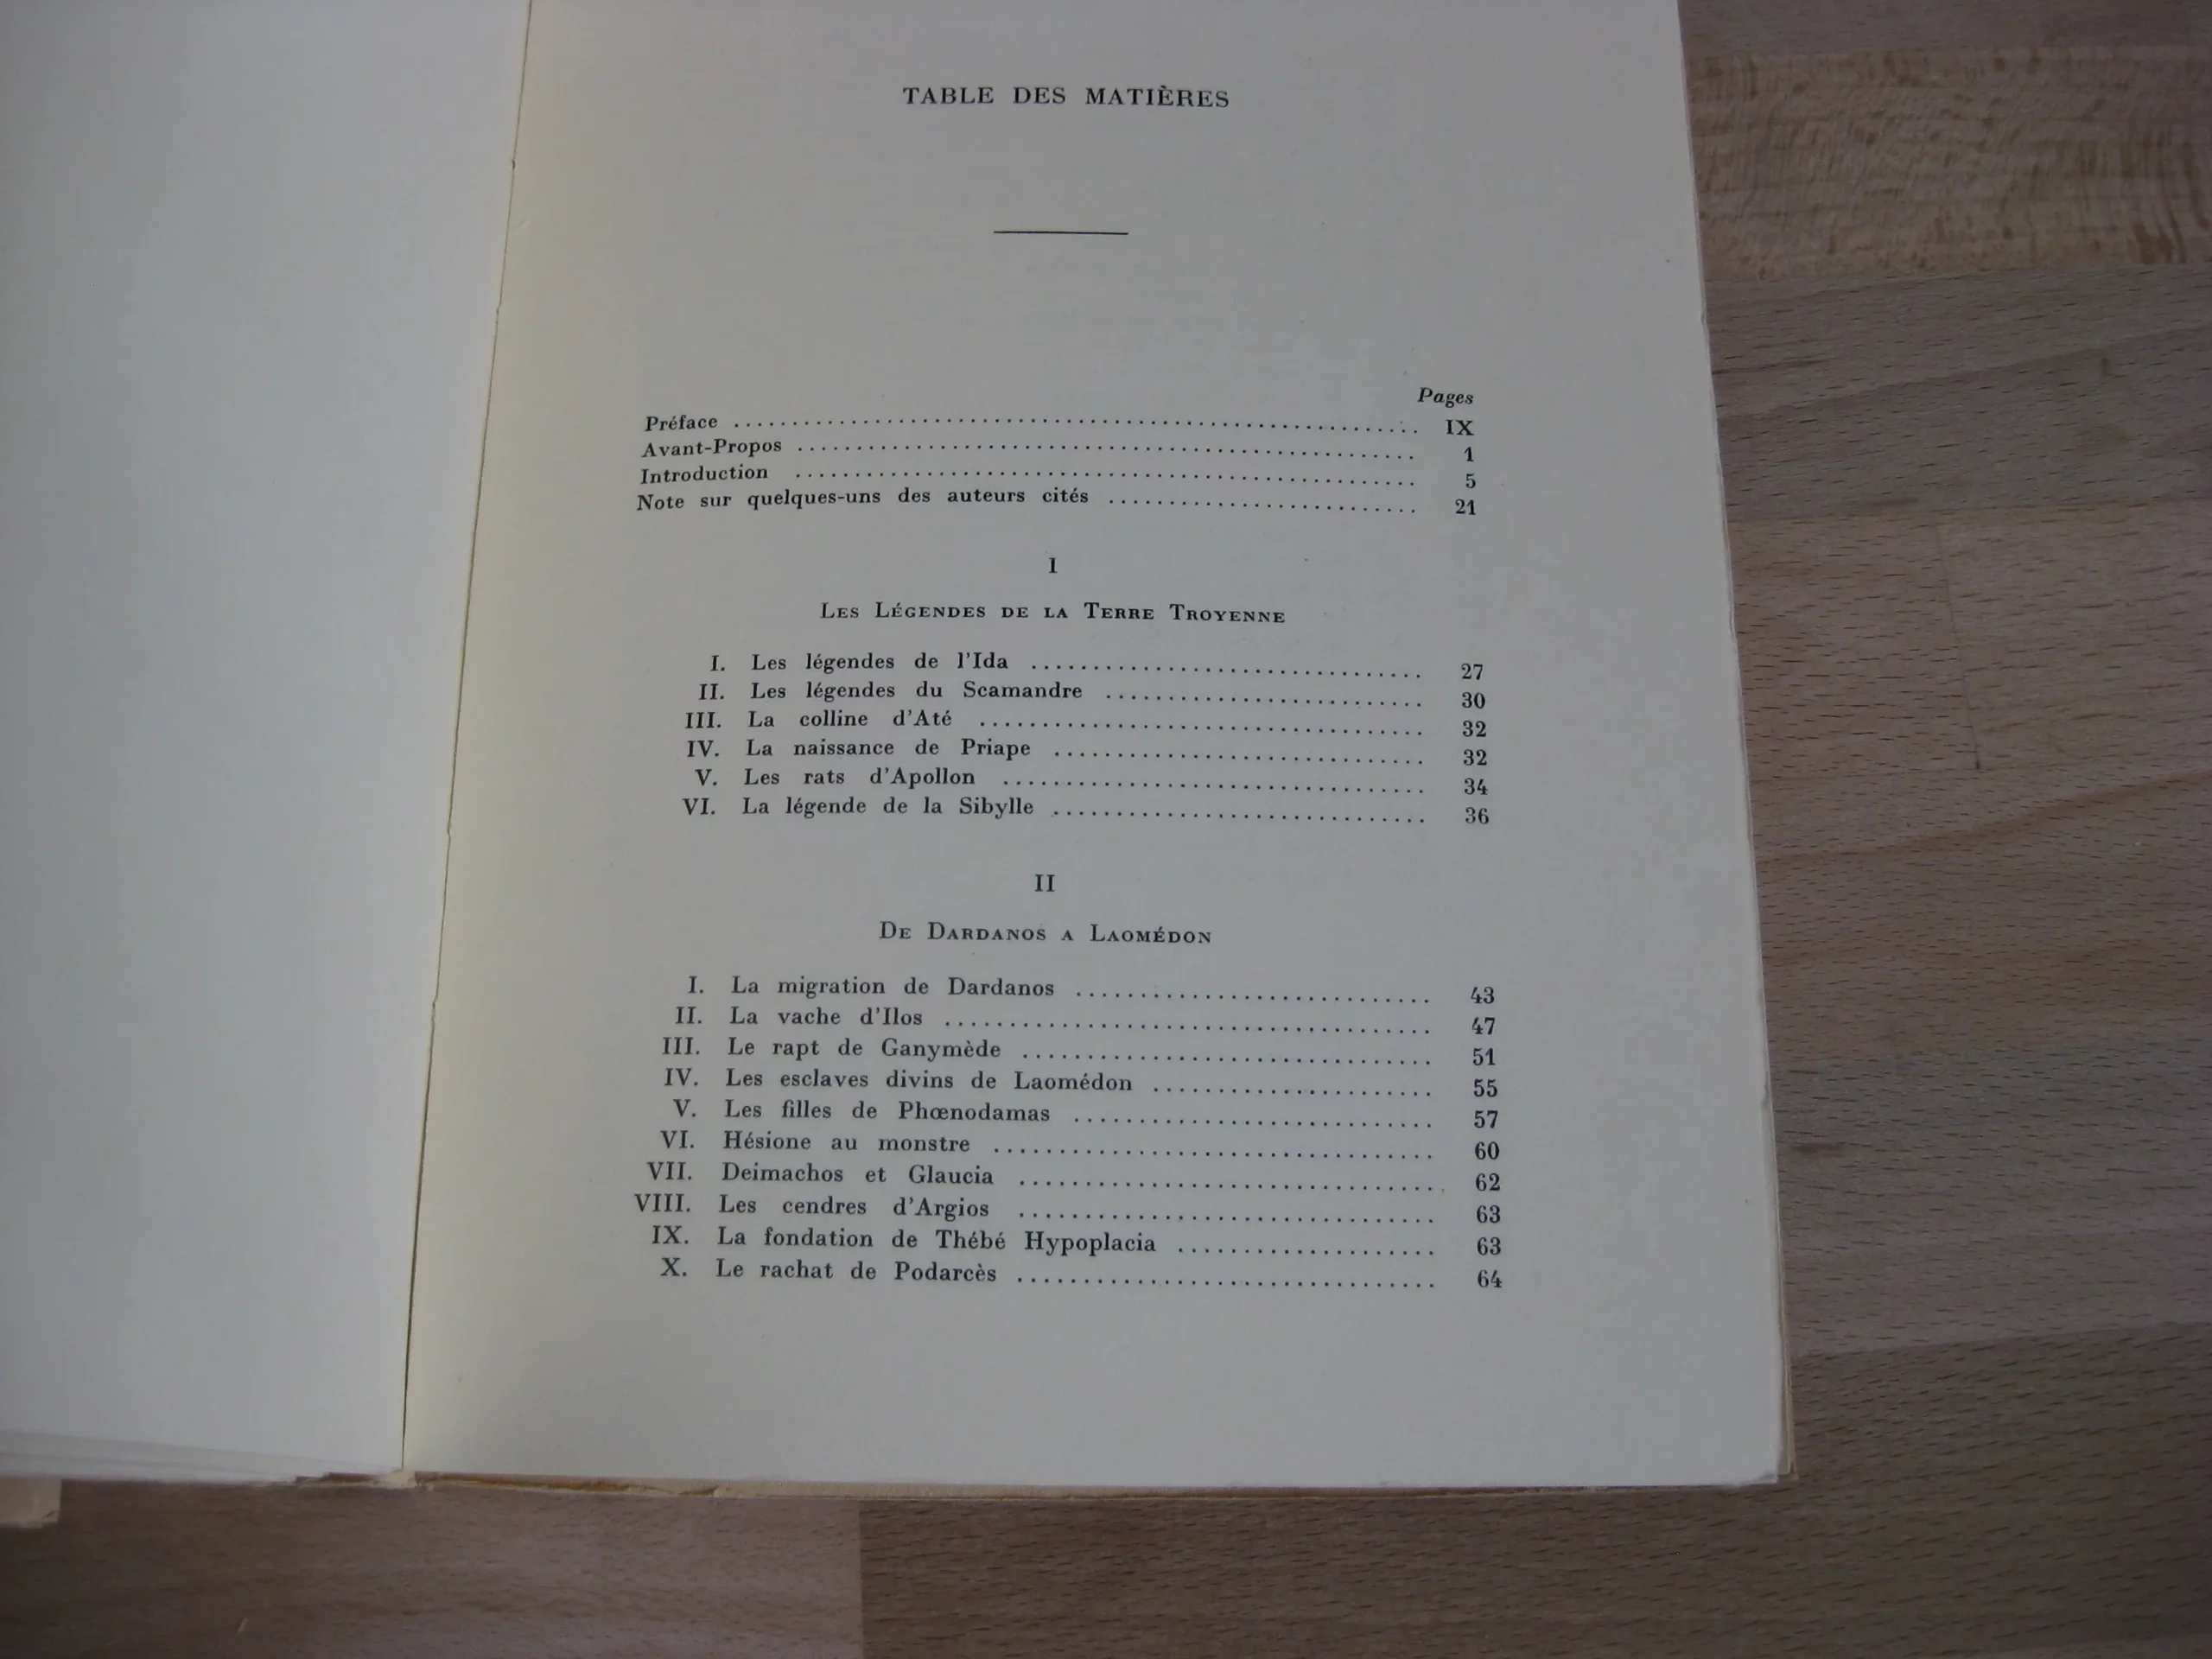 TABLE DES MATIÈRES
Pages
Préface ........ IX
Avant-Propos ........ 1
Introduction ........ 5
Note sur quelques-uns des auteurs cités ........ 21
I
Les Légendes de la Terre Troyenne
I. Les légendes de l'Ida ........ 27
II. Les légendes du Scamandre ........ 30
III. La colline d'Até ........ 32
IV. La naissance de Priape ........ 32
V. Les rats d'Apollon ........ 34
VI. La légende de la Sibylle ........ 36
II
De Dardanos a Laomédon
I. La migration de Dardanos ........ 43
II. La vache d'Ilos ........ 47
III. Le rapt de Ganymède ........ 51
IV. Les esclaves divins de Laomédon ........ 55
V. Les filles de Phœnodamas ........ 57
VI. Hésione au monstre ........ 60
VII. Deimachos et Glaucia ........ 62
VIII. Les cendres d'Argios ........ 63
IX. La fondation de Thébé Hypoplacia ........ 63
X. Le rachat de Podarcès ........ 64